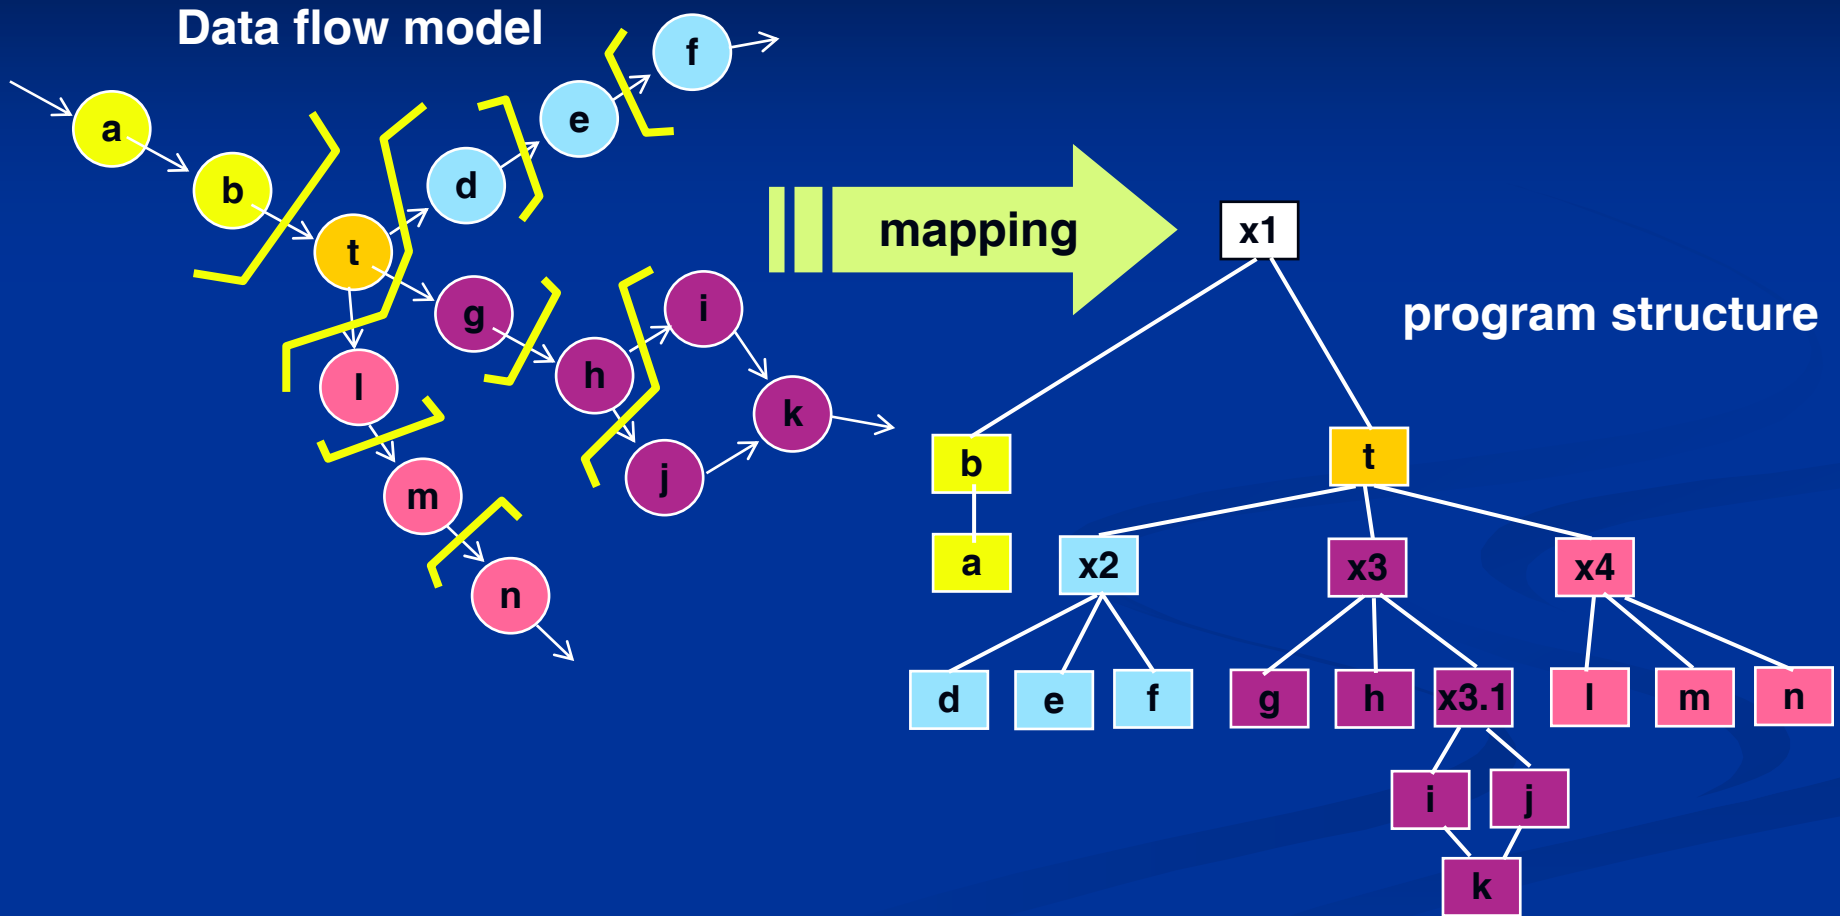 Data flow model
f
e
a
d
b
t
g
i
h
l
k
j
m
n
mapping
x1
program structure
b
t
a
x2
x3
x4
d
e
f
g
h
x3.1
l
m
n
i
j
k